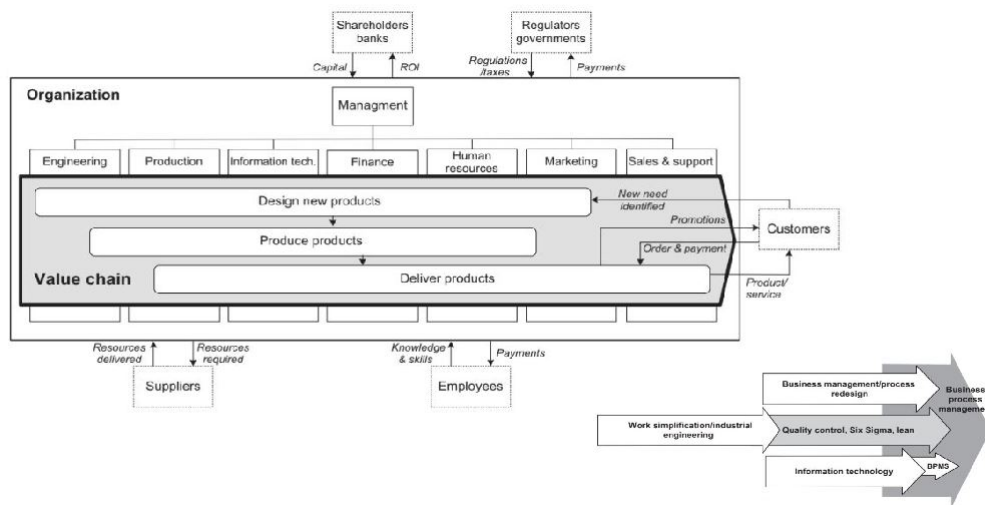 Shareholders
banks
Regulators
governments
Capital
ROI
Regulations
/taxes
Payments
Organization
Managment
Engineering
Production
Information tech.
Finance
Human
resources
Marketing
Sales & support
Design new products
New need
identified
Promotions
Customers
Produce products
Order & payment
Value chain
Deliver products
Product/
service
Resources
delivered
Resources
required
Knowledge
& skills
Payments
Suppliers
Employees
Business management/process
redesign
Business
process
management
Work simplification/industrial
engineering
Quality control, Six Sigma, lean
Information technology
BPMS